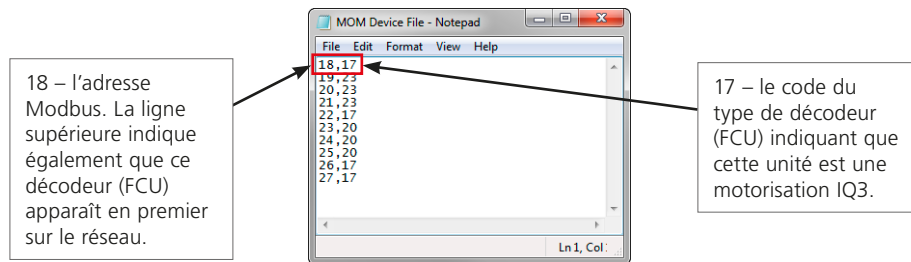 18 – l’adresse
Modbus. La ligne
supérieure indique
également que ce
décodeur (FCU)
apparaît en premier
sur le réseau.
MOM Device File - Notepad
File Edit Format View Help
18,17
19,23
20,23
21,23
22,17
23,20
24,20
25,20
26,17
27,17
Ln 1, Col
17 – le code du
type de décodeur
(FCU) indiquant que
cette unité est une
motorisation IQ3.